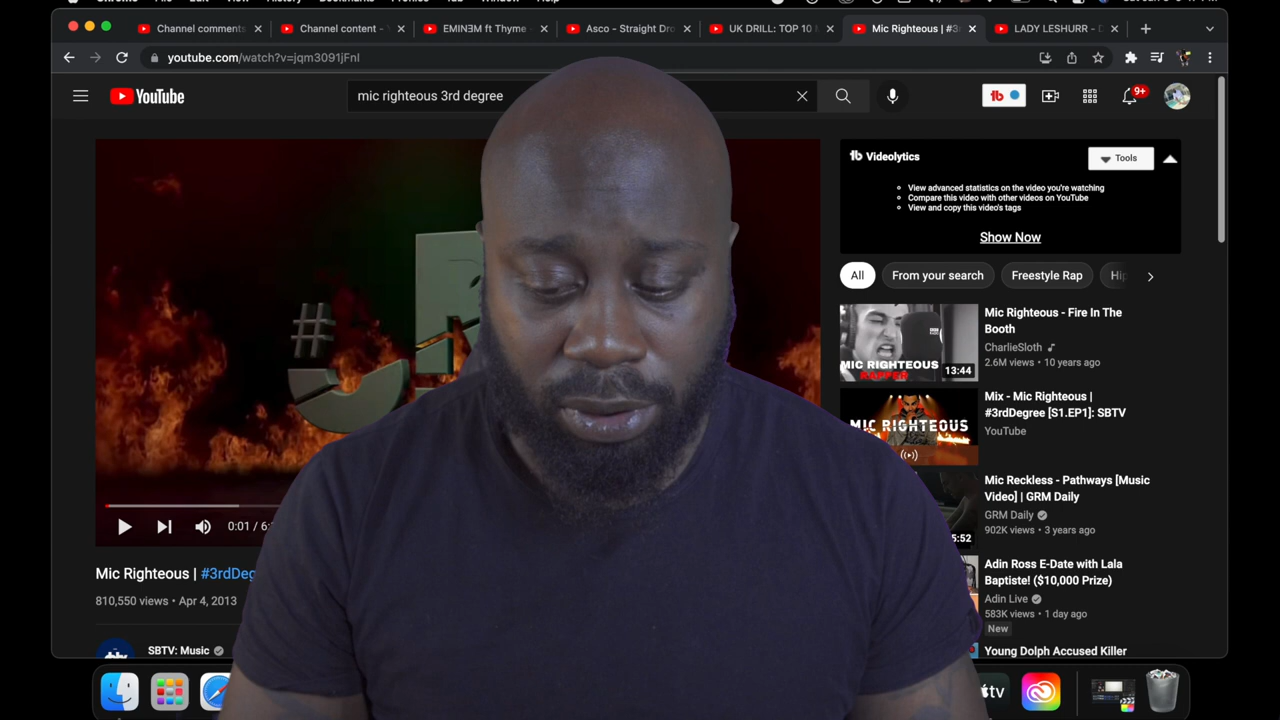 Channel comments
Channel content -
EMINƎM ft Thyme -
Asco - Straight Dro
UK DRILL: TOP 10 M
Mic Righteous | #3
LADY LESHURR - D
youtube.com/watch?v=jqm3091jFnI
YouTube
mic righteous 3rd degree
9+
Videolytics
Tools
View advanced statistics on the video you're watching
Compare this video with other videos on YouTube
View and copy this video's tags
Show Now
All
From your search
Freestyle Rap
Hip
#
Mic Righteous - Fire In The
Booth
CharlieSloth
2.6M views • 10 years ago
MIC RIGHTEOUS
RAPPER
13:44
Mix - Mic Righteous |
#3rdDegree [S1.EP1]: SBTV
YouTube
MIC RIGHTEOUS
Mic Reckless - Pathways [Music
Video] | GRM Daily
GRM Daily
902K views • 3 years ago
5:52
0:01 / 6:
Adin Ross E-Date with Lala
Baptiste! ($10,000 Prize)
Adin Live
583K views • 1 day ago
New
Mic Righteous | #3rdDeg
810,550 views • Apr 4, 2013
SBTV: Music
Young Dolph Accused Killer
tv